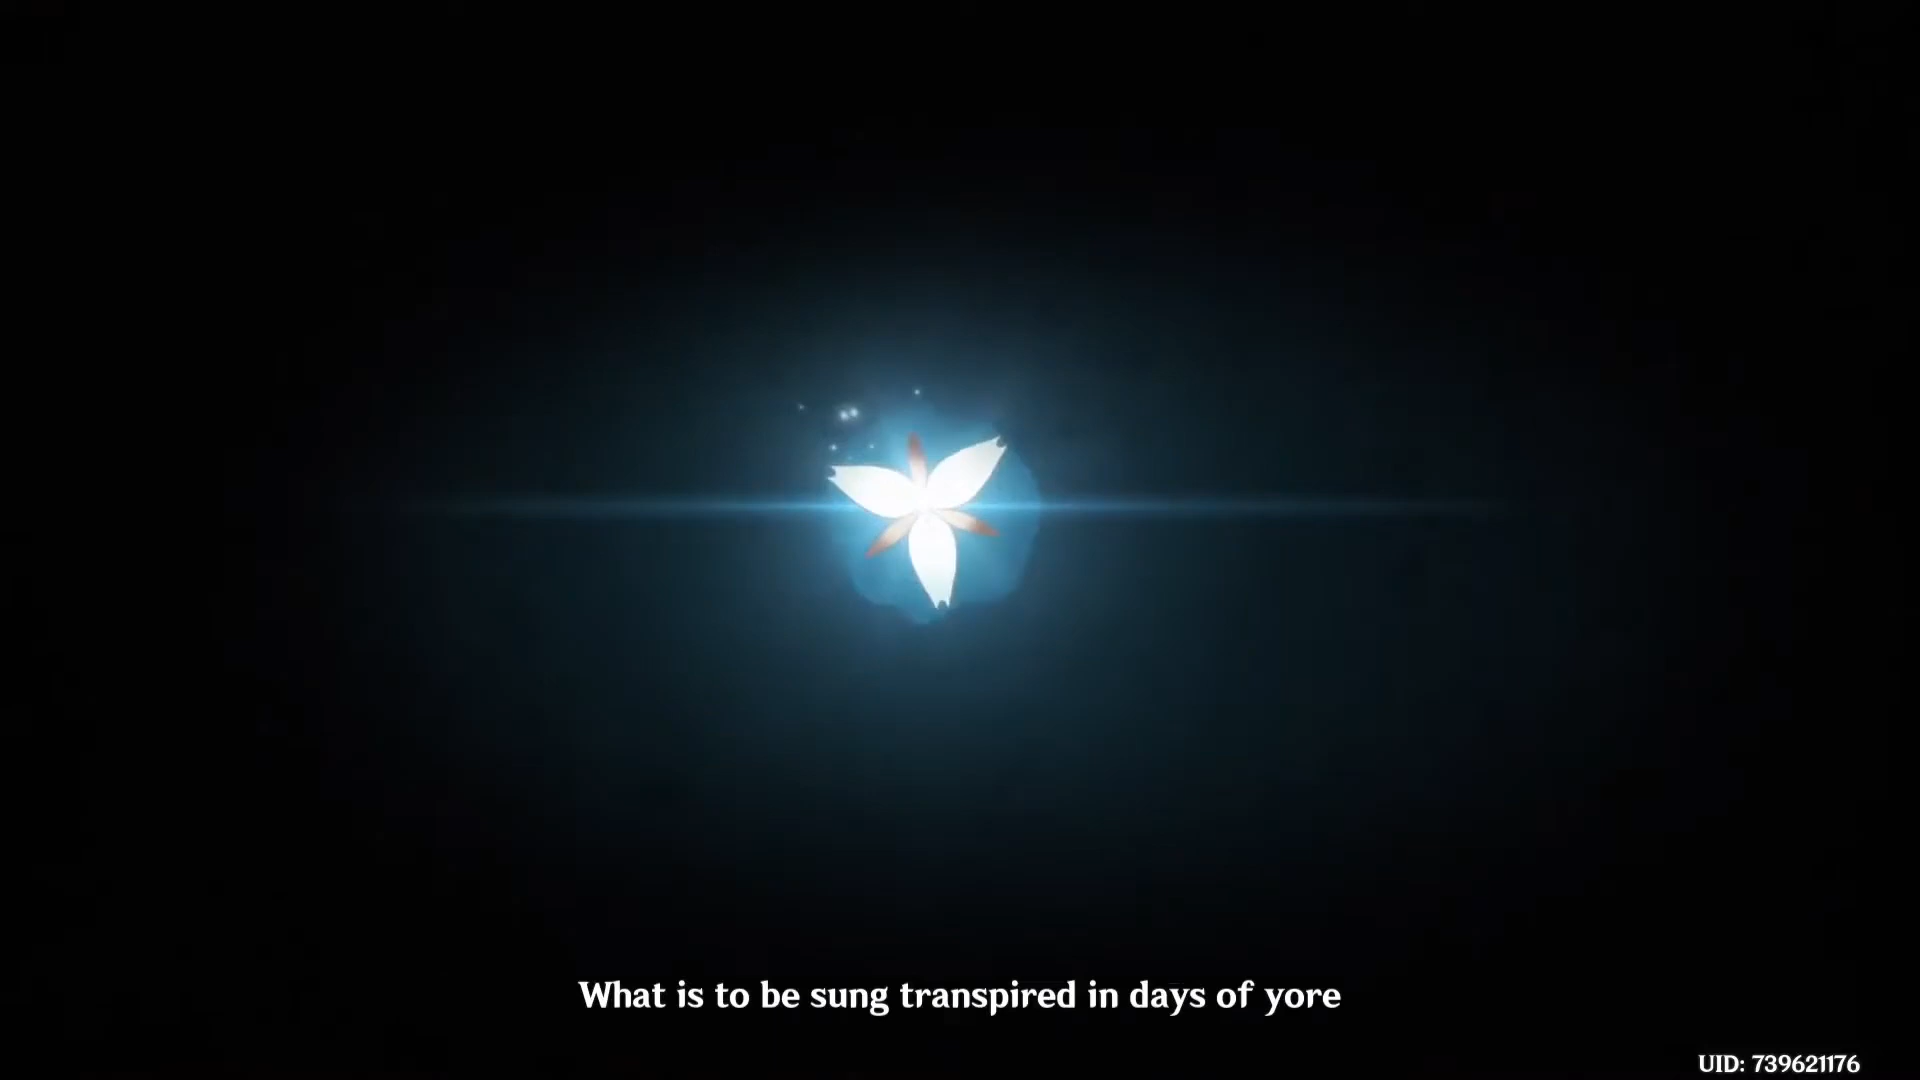 What is to be sung transpired in days of yore
UID: 739621176